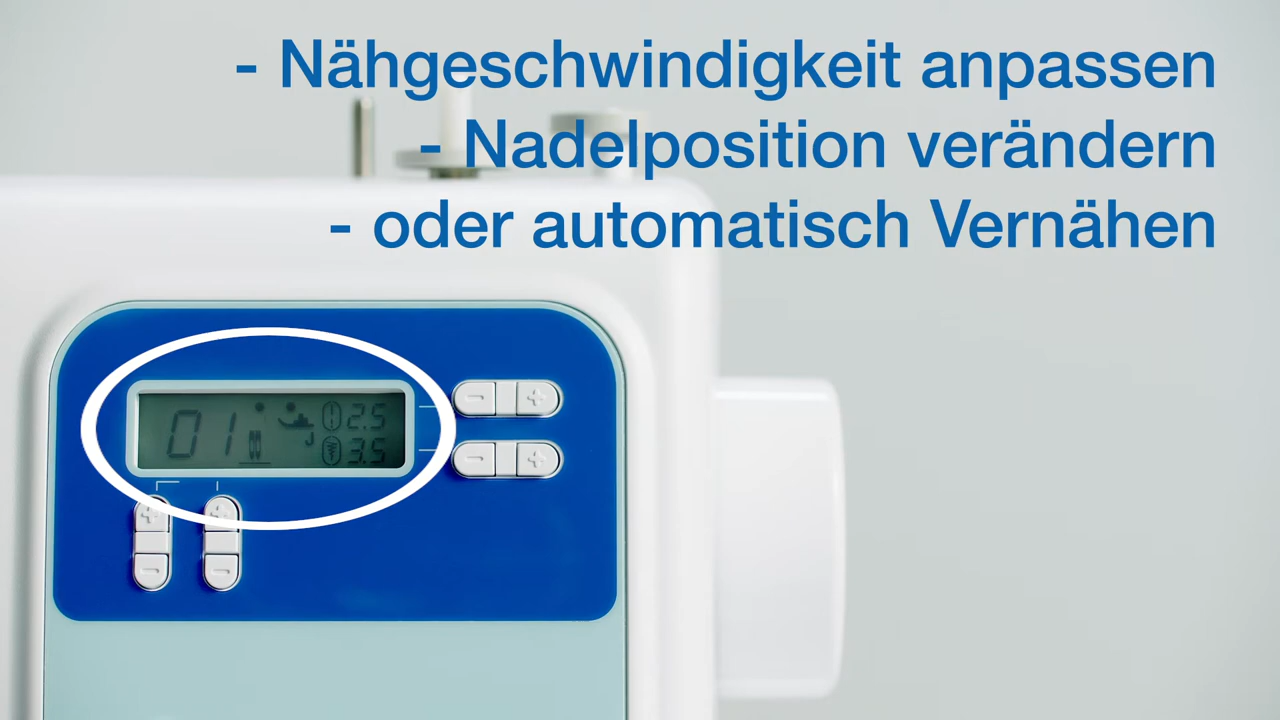 - Nähgeschwindigkeit anpassen
- Nadelposition verändern
- oder automatisch Vernähen
01 J 2.5
3.5